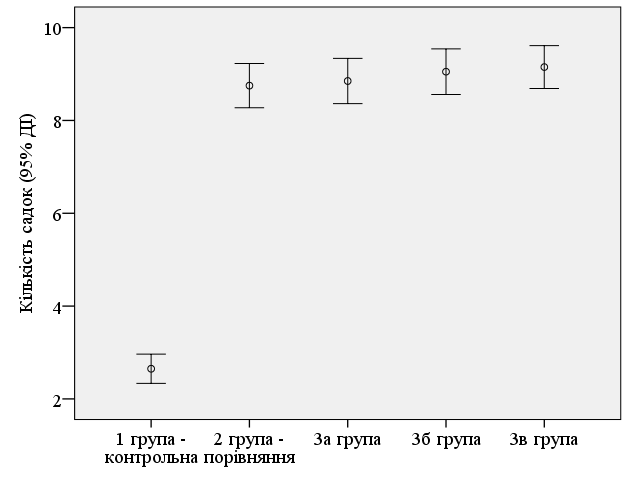 10
8
6
4
2
Кількість садок (95% ДІ)
1 група - 2 група - 3а група 3б група 3в група
контрольна порівняння